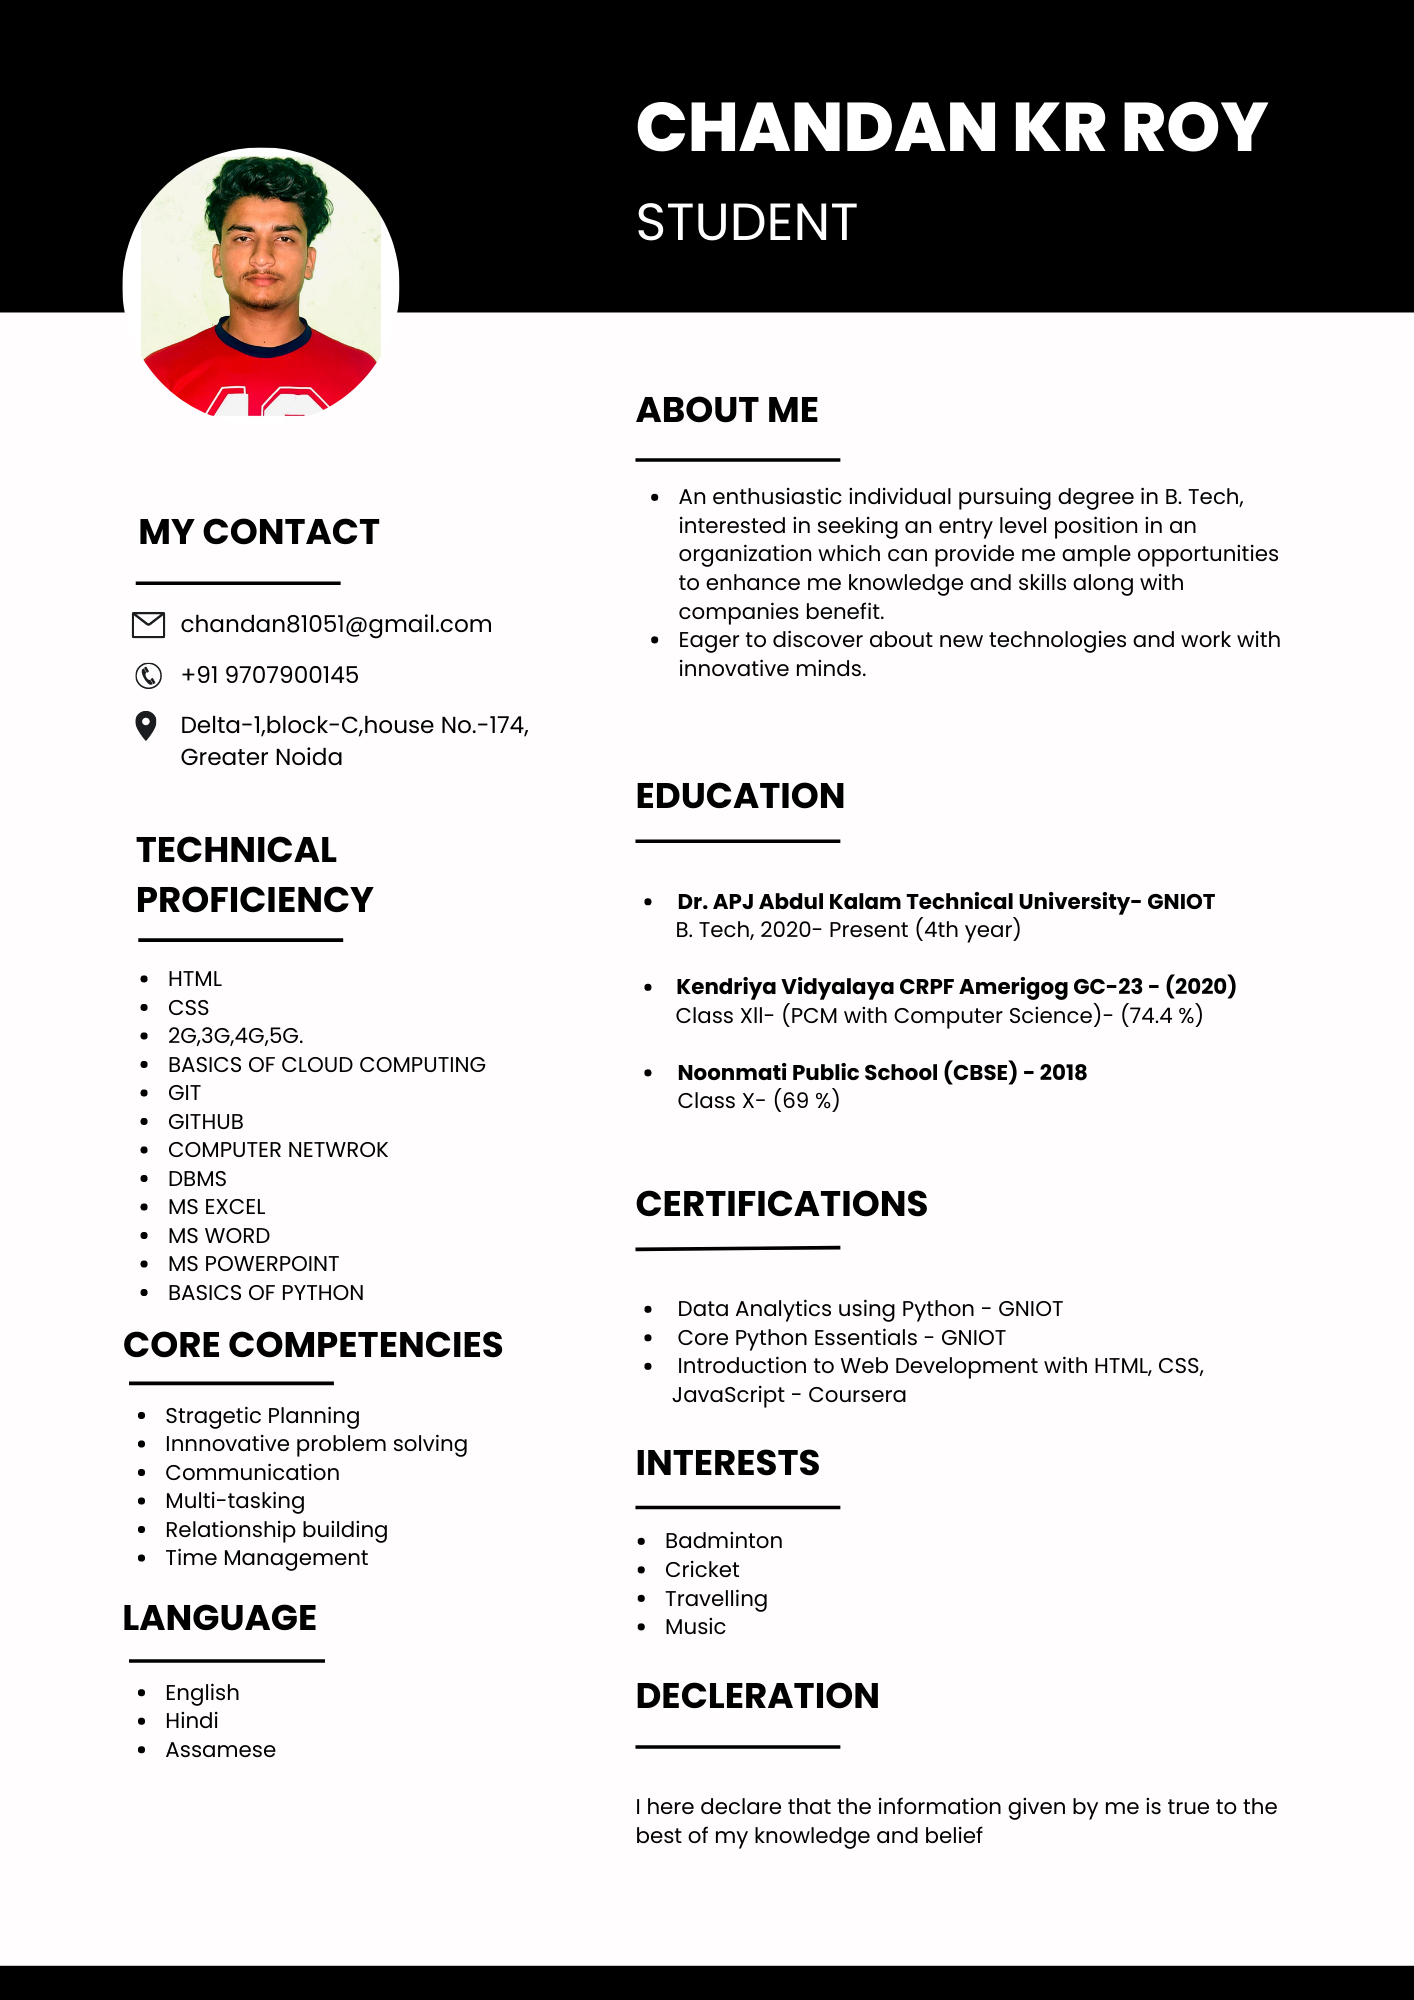 CHANDAN KR ROY
STUDENT
MY CONTACT
chandan81051@gmail.com
+91 9707900145
Delta-1,block-C,house No.-174,
Greater Noida
TECHNICAL
PROFICIENCY
• HTML
• CSS
• 2G,3G,4G,5G.
• BASICS OF CLOUD COMPUTING
• GIT
• GITHUB
• COMPUTER NETWROK
• DBMS
• MS EXCEL
• MS WORD
• MS POWERPOINT
• BASICS OF PYTHON
CORE COMPETENCIES
• Stragetic Planning
• Innnovative problem solving
• Communication
• Multi-tasking
• Relationship building
• Time Management
LANGUAGE
• English
• Hindi
• Assamese
ABOUT ME
• An enthusiastic individual pursuing degree in B. Tech,
interested in seeking an entry level position in an
organization which can provide me ample opportunities
to enhance me knowledge and skills along with
companies benefit.
• Eager to discover about new technologies and work with
innovative minds.
EDUCATION
• Dr. APJ Abdul Kalam Technical University- GNIOT
B. Tech, 2020- Present (4th year)
• Kendriya Vidyalaya CRPF Amerigog GC-23 - (2020)
Class Xll- (PCM with Computer Science)- (74.4 %)
• Noonmati Public School (CBSE) - 2018
Class X- (69 %)
CERTIFICATIONS
• Data Analytics using Python - GNIOT
• Core Python Essentials - GNIOT
• Introduction to Web Development with HTML, CSS,
JavaScript - Coursera
INTERESTS
• Badminton
• Cricket
• Travelling
• Music
DECLERATION
I here declare that the information given by me is true to the
best of my knowledge and belief